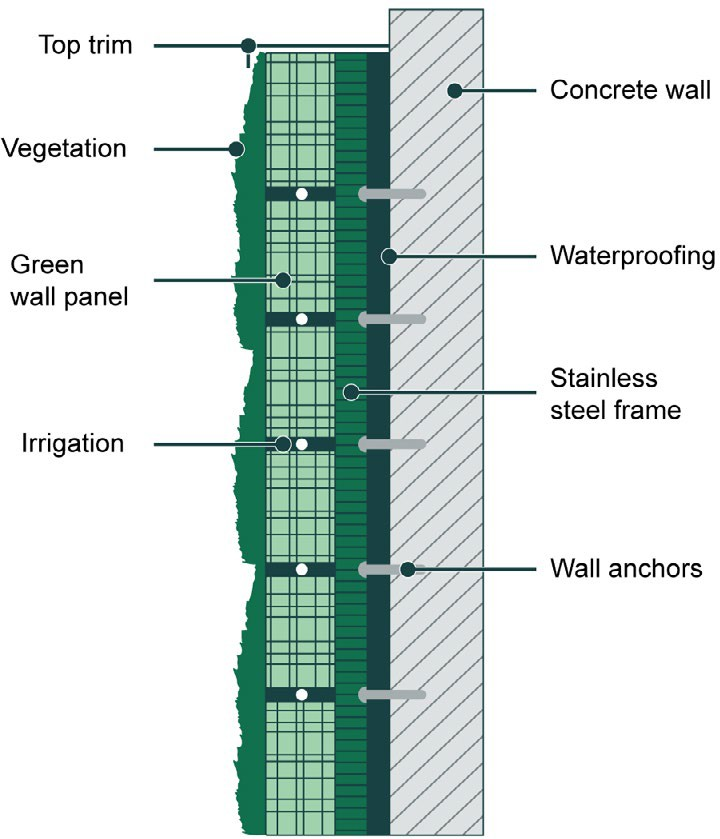 Top trim
Vegetation
Green
wall panel
Irrigation
Concrete wall
Waterproofing
Stainless
steel frame
Wall anchors